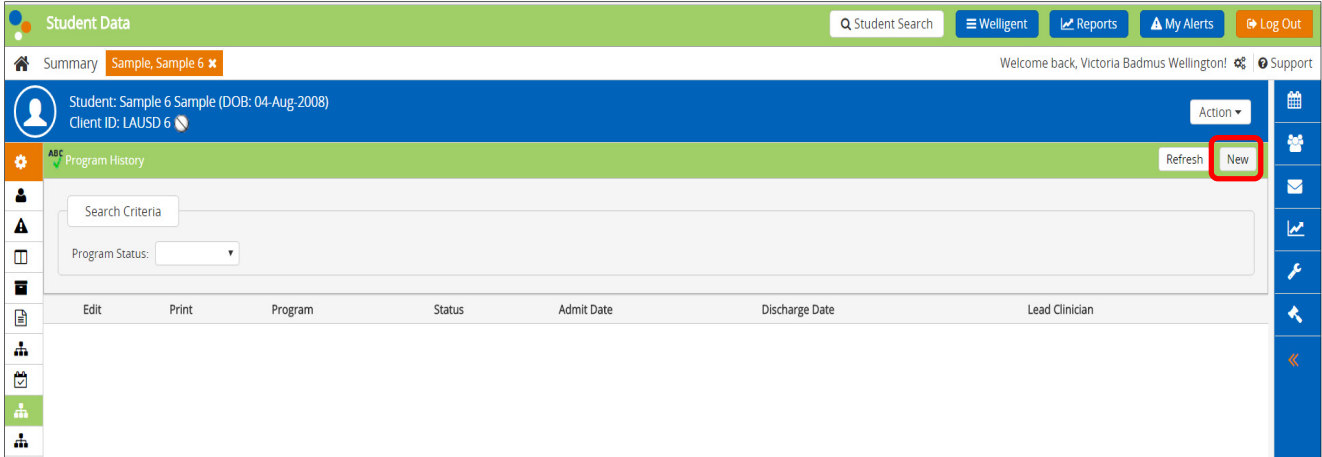 Student Data
Student Search
Welligent
Reports
My Alerts
Log Out
Summary
Sample, Sample 6 ×
Welcome back, Victoria Badmus Wellington!
Support
Student: Sample 6 Sample (DOB: 04-Aug-2008)
Client ID: LAUSD 6
Action
ABC
Program History
Refresh
New
Search Criteria
Program Status:
Edit Print Program Status Admit Date Discharge Date Lead Clinician